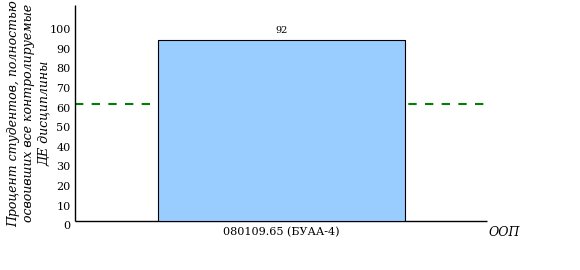 Процент студентов, полностью
освоивших все контролируемые
ДЕ дисциплины
92
100
90
80
70
60
50
40
30
20
10
0
080109.65 (БУАА-4)
ООП